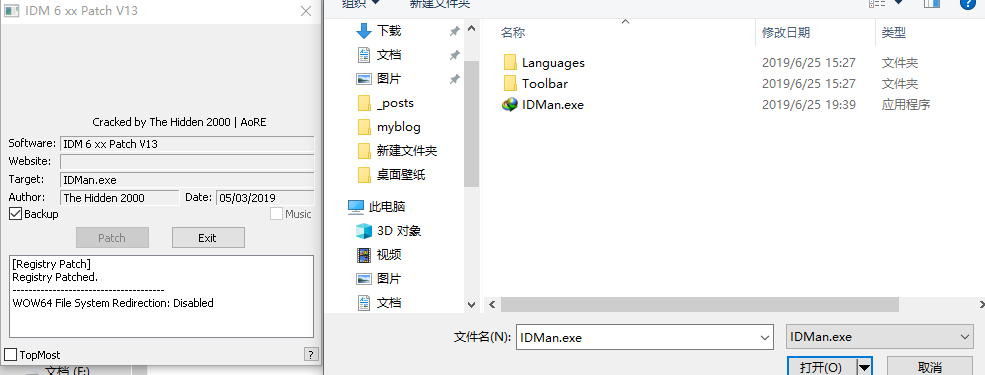 IDM 6 xx Patch V13
Cracked by The Hidden 2000 | AoRE
Software: IDM 6 xx Patch V13
Website:
Target: IDMan.exe
Author: The Hidden 2000 Date: 05/03/2019
Backup Music
Patch Exit
[Registry Patch]
Registry Patched.
--------------------------------------
WOW64 File System Redirection: Disabled
TopMost ?
文档 (E:)
组织 新建文件夹 ?
下载
文档
图片
_posts
myblog
新建文件夹
桌面壁纸
此电脑
3D 对象
视频
图片
文档
名称 修改日期 类型
Languages 2019/6/25 15:27 文件夹
Toolbar 2019/6/25 15:27 文件夹
IDMan.exe 2019/6/25 19:39 应用程序
文件名(N): IDMan.exe IDMan.exe
打开(O) 取消